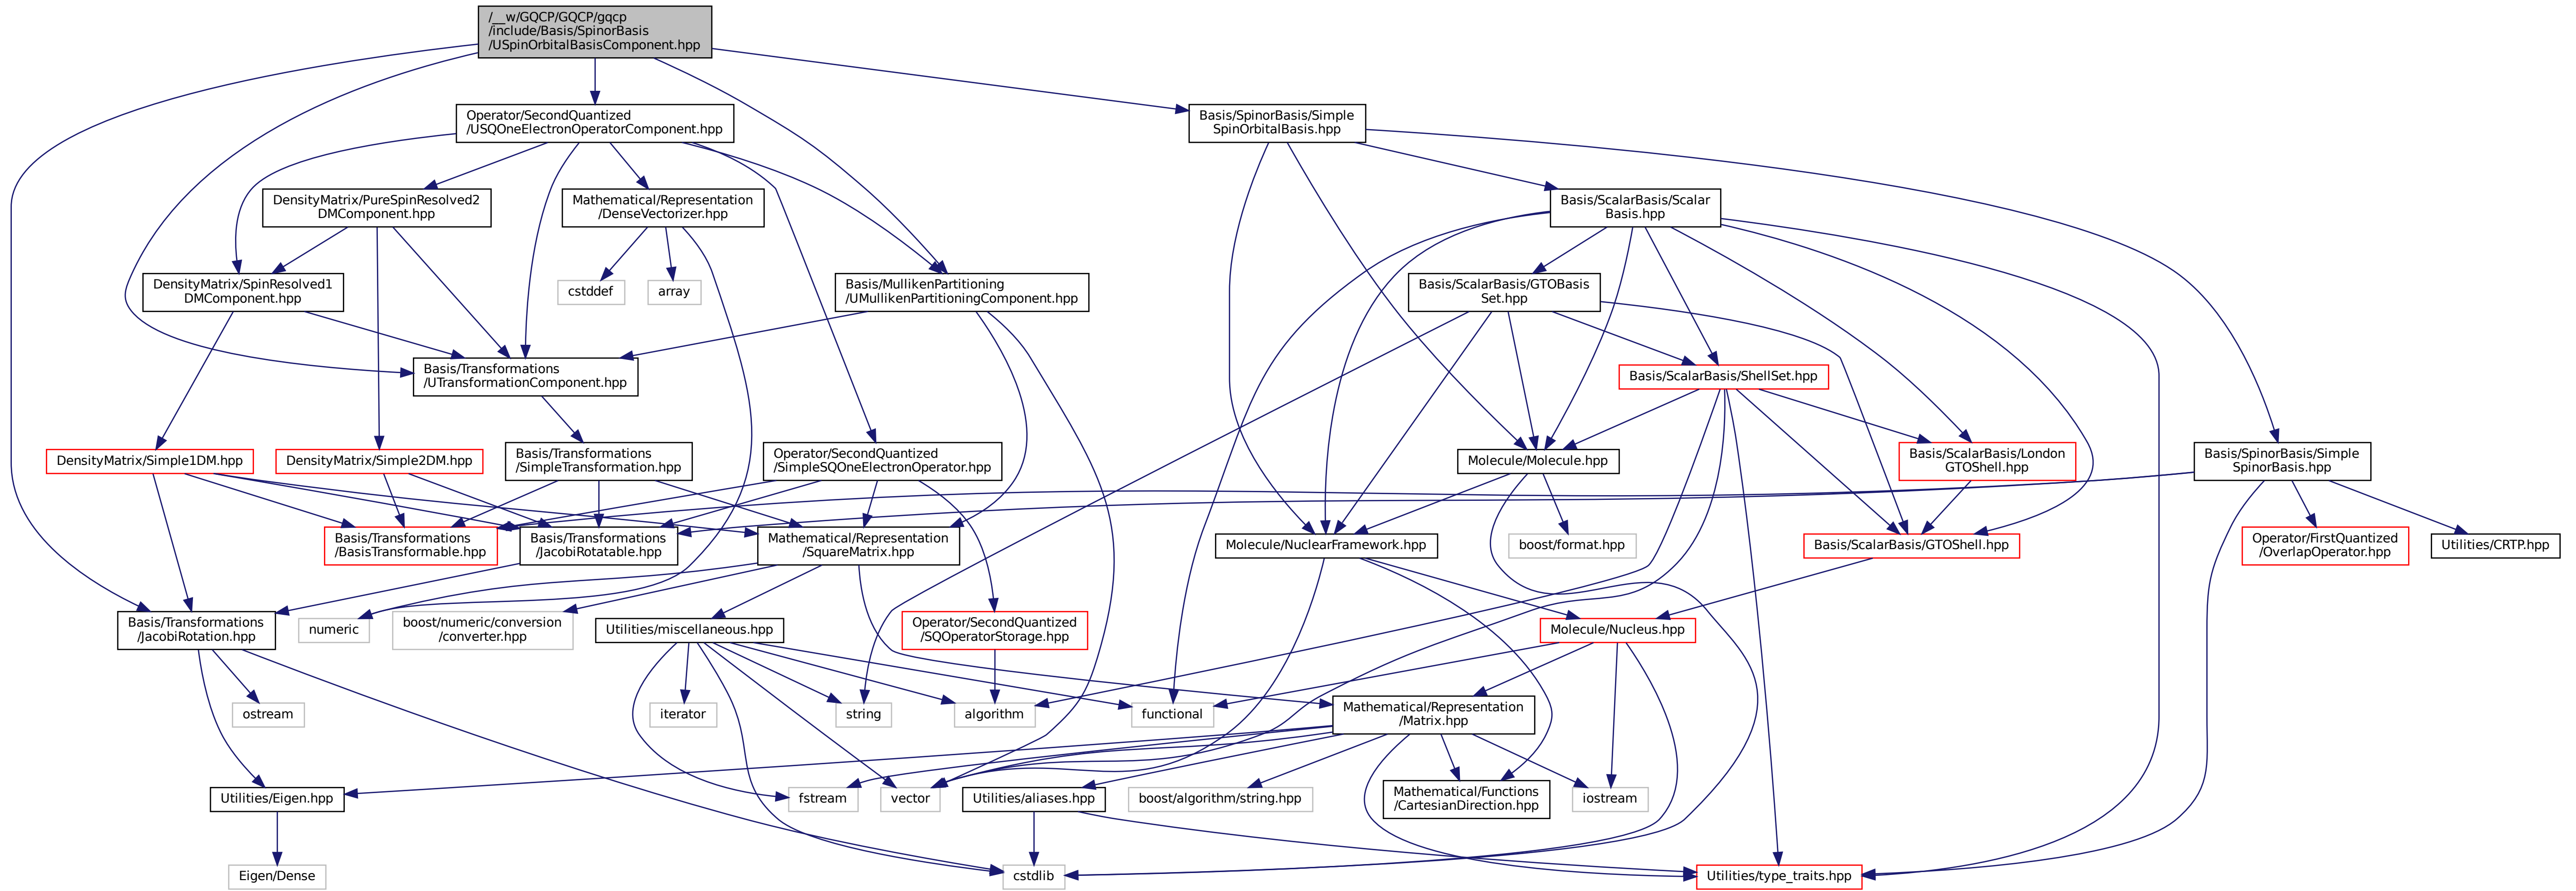 /__w/GQCP/GQCP/gqcp
/include/Basis/SpinorBasis
/USpinOrbitalBasisComponent.hpp
Operator/SecondQuantized
/USQOneElectronOperatorComponent.hpp
Basis/SpinorBasis/Simple
SpinOrbitalBasis.hpp
DensityMatrix/PureSpinResolved2
DMComponent.hpp
Mathematical/Representation
/DenseVectorizer.hpp
Basis/ScalarBasis/Scalar
Basis.hpp
DensityMatrix/SpinResolved1
DMComponent.hpp
cstddef
array
Basis/MullikenPartitioning
/UMullikenPartitioningComponent.hpp
Basis/ScalarBasis/GTOBasis
Set.hpp
Basis/Transformations
/UTransformationComponent.hpp
Basis/ScalarBasis/ShellSet.hpp
DensityMatrix/Simple1DM.hpp
DensityMatrix/Simple2DM.hpp
Basis/Transformations
/SimpleTransformation.hpp
Operator/SecondQuantized
/SimpleSQOneElectronOperator.hpp
Molecule/Molecule.hpp
Basis/ScalarBasis/London
GTOShell.hpp
Basis/SpinorBasis/Simple
SpinorBasis.hpp
Basis/Transformations
/BasisTransformable.hpp
Basis/Transformations
/JacobiRotatable.hpp
Mathematical/Representation
/SquareMatrix.hpp
Molecule/NuclearFramework.hpp
boost/format.hpp
Basis/ScalarBasis/GTOShell.hpp
Operator/FirstQuantized
/OverlapOperator.hpp
Utilities/CRTP.hpp
Basis/Transformations
/JacobiRotation.hpp
numeric
boost/numeric/conversion
/converter.hpp
Utilities/miscellaneous.hpp
Operator/SecondQuantized
/SQOperatorStorage.hpp
Molecule/Nucleus.hpp
ostream
iterator
string
algorithm
functional
Mathematical/Representation
/Matrix.hpp
Utilities/Eigen.hpp
fstream
vector
Utilities/aliases.hpp
boost/algorithm/string.hpp
Mathematical/Functions
/CartesianDirection.hpp
iostream
Eigen/Dense
cstdlib
Utilities/type_traits.hpp